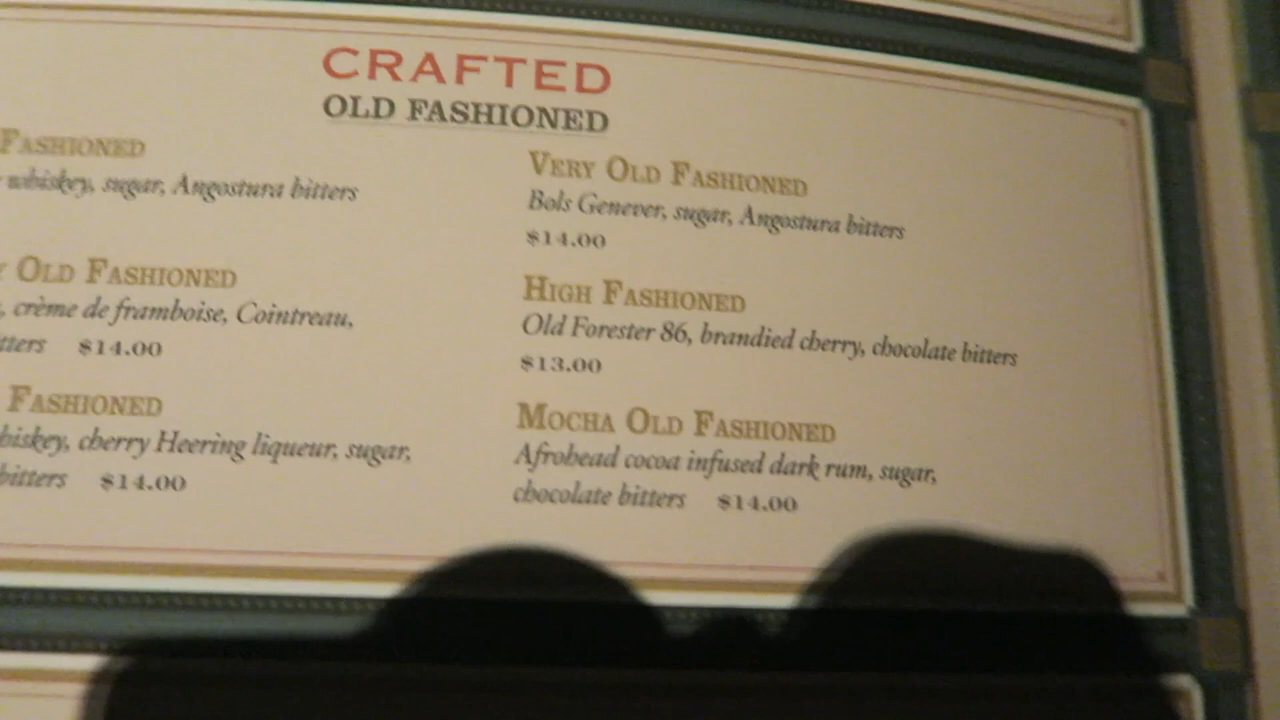 CRAFTED
OLD FASHIONED
FASHIONED
whiskey, sugar, Angostura bitters
OLD FASHIONED
crème de framboise, Cointreau,
$14.00
FASHIONED
cherry Heering liqueur, sugar,
bitters $14.00
VERY OLD FASHIONED
Bols Genever, sugar, Angostura bitters
$14.00
HIGH FASHIONED
Old Forester 86, brandied cherry, chocolate bitters
$13.00
MOCHA OLD FASHIONED
Afrohead cocoa infused dark rum, sugar,
chocolate bitters $14.00